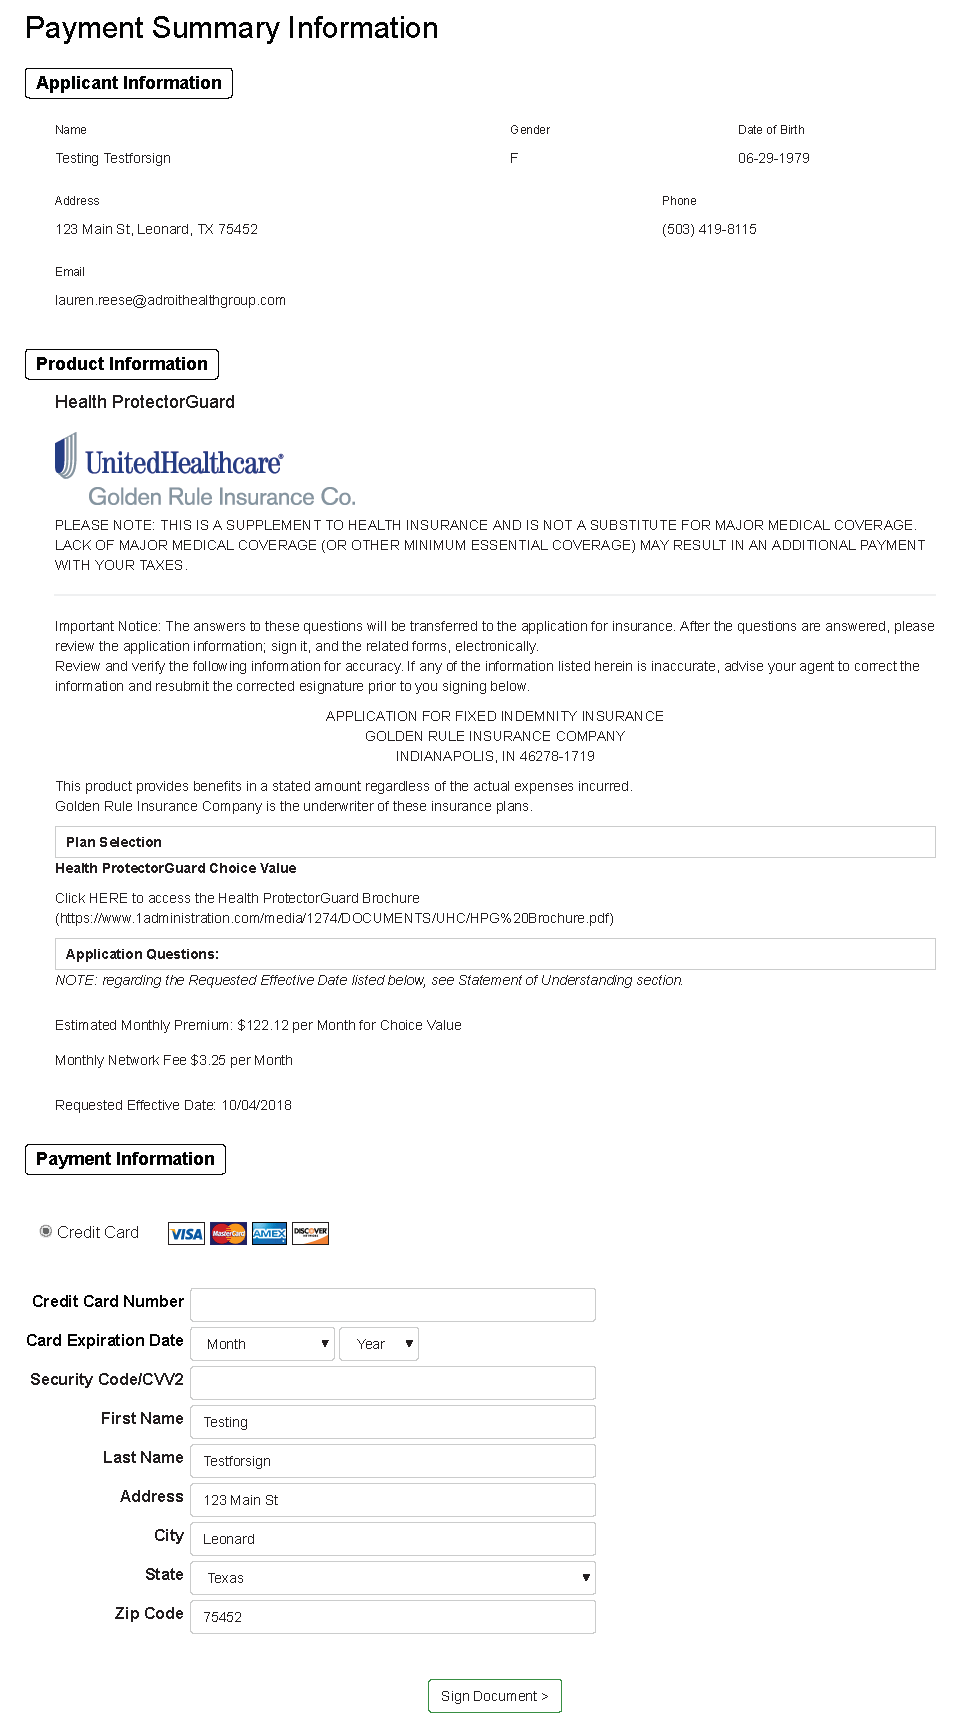 Payment Summary Information
Applicant Information
Name Gender Date of Birth
Testing Testforsign F 06-29-1979
Address Phone
123 Main St, Leonard, TX 75452 (503) 419-8115
Email
lauren.reese@adroithealthgroup.com
Product Information
Health ProtectorGuard
UnitedHealthcare®
Golden Rule Insurance Co.
PLEASE NOTE: THIS IS A SUPPLEMENT TO HEALTH INSURANCE AND IS NOT A SUBSTITUTE FOR MAJOR MEDICAL COVERAGE.
LACK OF MAJOR MEDICAL COVERAGE (OR OTHER MINIMUM ESSENTIAL COVERAGE) MAY RESULT IN AN ADDITIONAL PAYMENT
WITH YOUR TAXES.
Important Notice: The answers to these questions will be transferred to the application for insurance. After the questions are answered, please
review the application information; sign it, and the related forms, electronically.
Review and verify the following information for accuracy. If any of the information listed herein is inaccurate, advise your agent to correct the
information and resubmit the corrected esignature prior to you signing below.
APPLICATION FOR FIXED INDEMNITY INSURANCE
GOLDEN RULE INSURANCE COMPANY
INDIANAPOLIS, IN 46278-1719
This product provides benefits in a stated amount regardless of the actual expenses incurred.
Golden Rule Insurance Company is the underwriter of these insurance plans.
Plan Selection
Health ProtectorGuard Choice Value
Click HERE to access the Health ProtectorGuard Brochure
(https://www.1administration.com/media/1274/DOCUMENTS/UHC/HPG%20Brochure.pdf)
Application Questions:
NOTE: regarding the Requested Effective Date listed below, see Statement of Understanding section.
Estimated Monthly Premium: $122.12 per Month for Choice Value
Monthly Network Fee $3.25 per Month
Requested Effective Date: 10/04/2018
Payment Information
Credit Card VISA MasterCard AMEX DISCOVER NETWORK
Credit Card Number
Card Expiration Date Month Year
Security Code/CVV2
First Name Testing
Last Name Testforsign
Address 123 Main St
City Leonard
State Texas
Zip Code 75452
Sign Document >